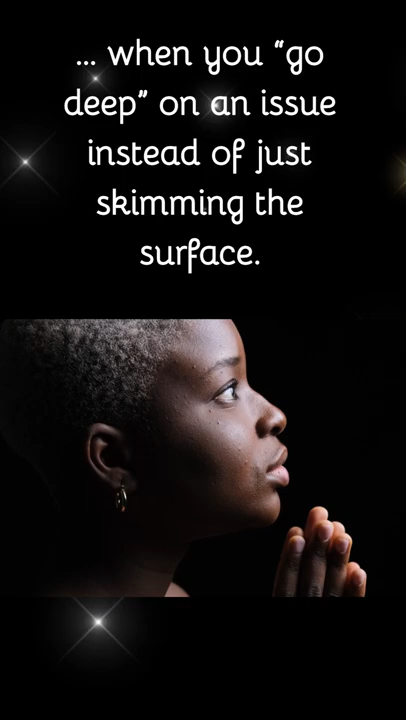 ... when you "go
deep" on an issue
instead of just
skimming the
surface.